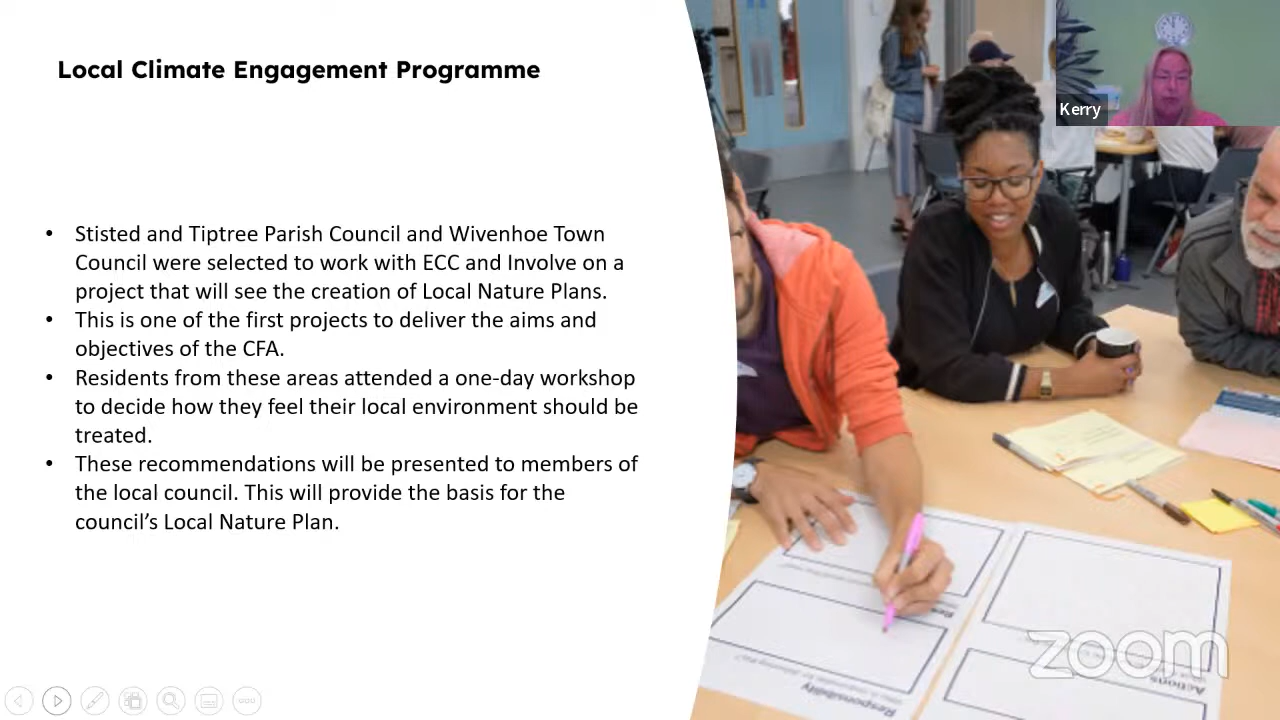 Local Climate Engagement Programme
Kerry
• Stisted and Tiptree Parish Council and Wivenhoe Town
Council were selected to work with ECC and Involve on a
project that will see the creation of Local Nature Plans.
• This is one of the first projects to deliver the aims and
objectives of the CFA.
• Residents from these areas attended a one-day workshop
to decide how they feel their local environment should be
treated.
• These recommendations will be presented to members of
the local council. This will provide the basis for the
council’s Local Nature Plan.
Responsibility
Actions
zoom